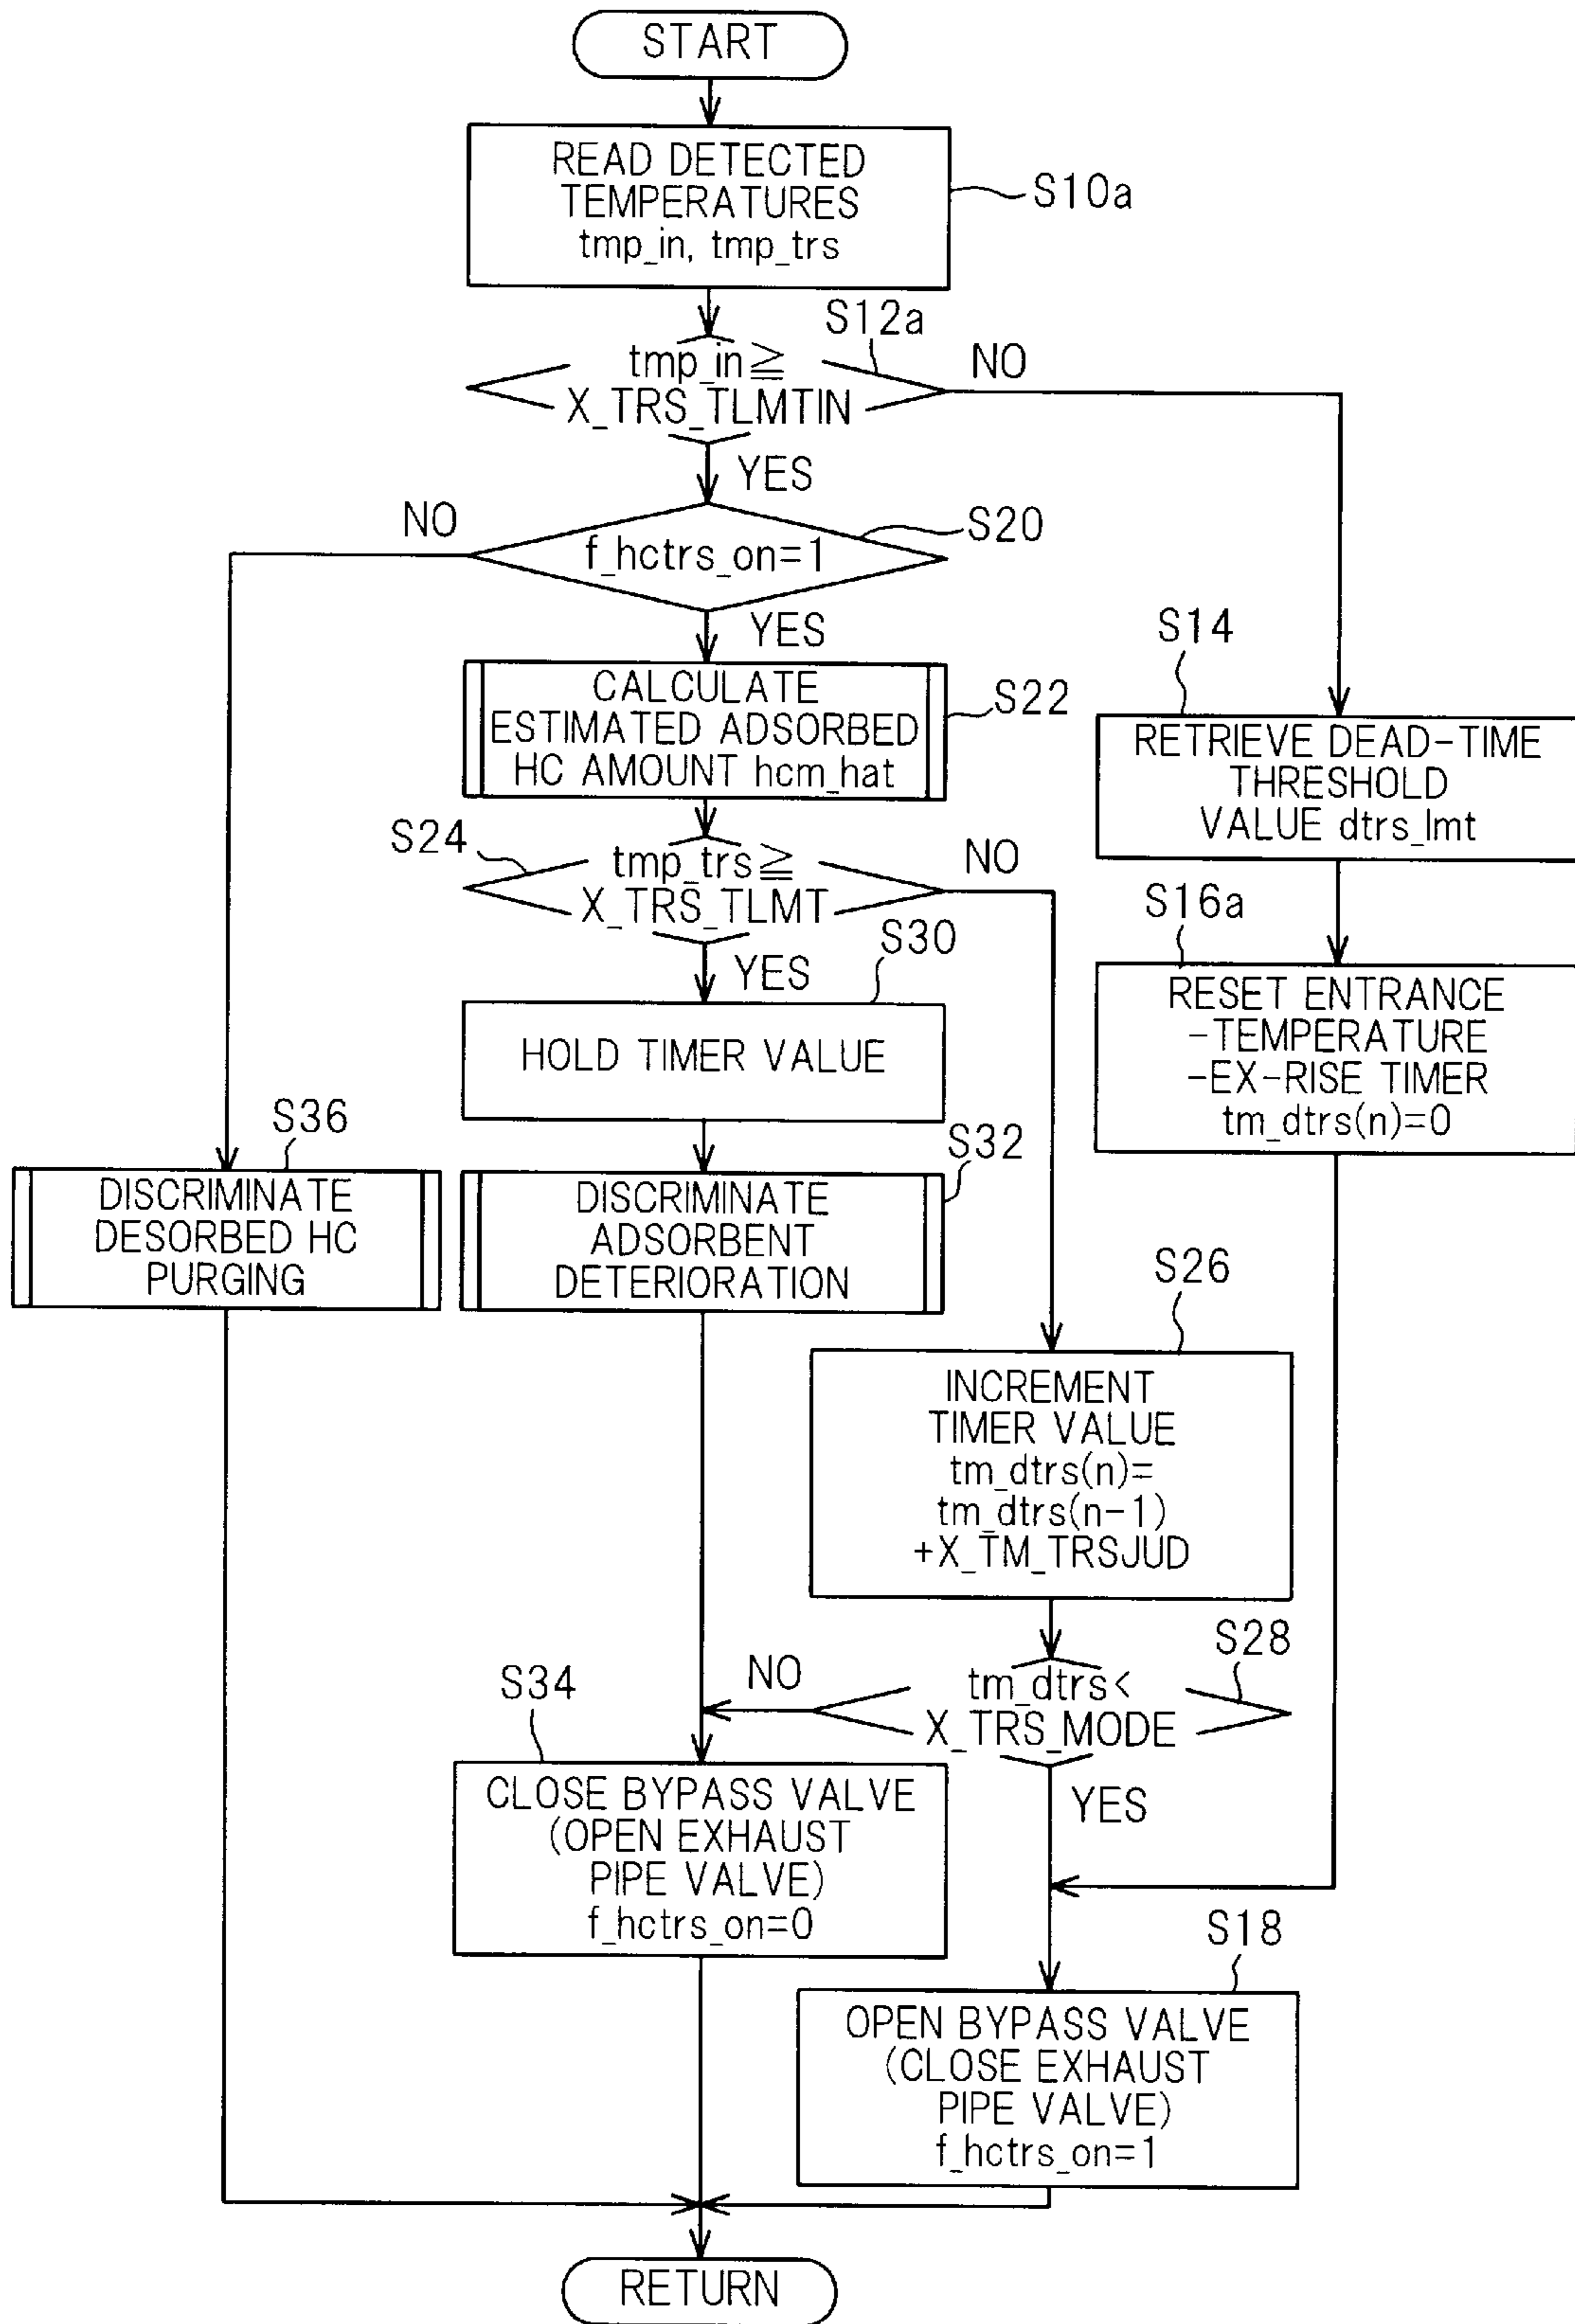 START
READ DETECTED
TEMPERATURES
tmp_in, tmp_trs
S10a
S12a
tmp_in≧
X_TRS_TLMTIN
NO
YES
NO
S20
f_hctrs_on=1
YES
S14
CALCULATE
ESTIMATED ADSORBED
HC AMOUNT hcm_hat
S22
RETRIEVE DEAD-TIME
THRESHOLD
VALUE dtrs_lmt
S24
tmp_trs≧
X_TRS_TLMT
NO
S16a
YES
S30
RESET ENTRANCE
-TEMPERATURE
-EX-RISE TIMER
tm_dtrs(n)=0
HOLD TIMER VALUE
S36
S32
DISCRIMINATE
DESORBED HC
PURGING
DISCRIMINATE
ADSORBENT
DETERIORATION
S26
INCREMENT
TIMER VALUE
tm_dtrs(n)=
tm_dtrs(n-1)
+X_TM_TRSJUD
S28
NO
tm_dtrs<
X_TRS_MODE
S34
YES
CLOSE BYPASS VALVE
(OPEN EXHAUST
PIPE VALVE)
f_hctrs_on=0
S18
OPEN BYPASS VALVE
(CLOSE EXHAUST
PIPE VALVE)
f_hctrs_on=1
RETURN